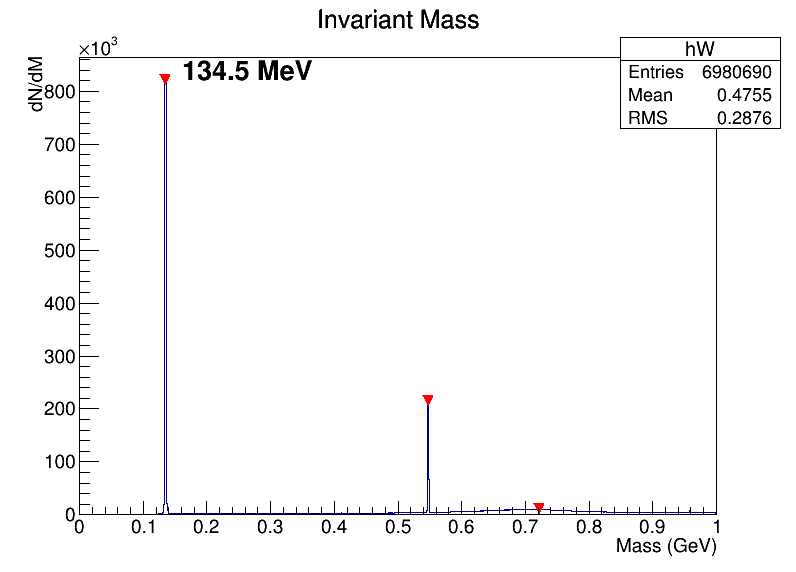 Invariant Mass
×10³
dN/dM
134.5 MeV
hW
Entries 6980690
Mean 0.4755
RMS 0.2876
800
700
600
500
400
300
200
100
0
0 0.1 0.2 0.3 0.4 0.5 0.6 0.7 0.8 0.9 1
Mass (GeV)